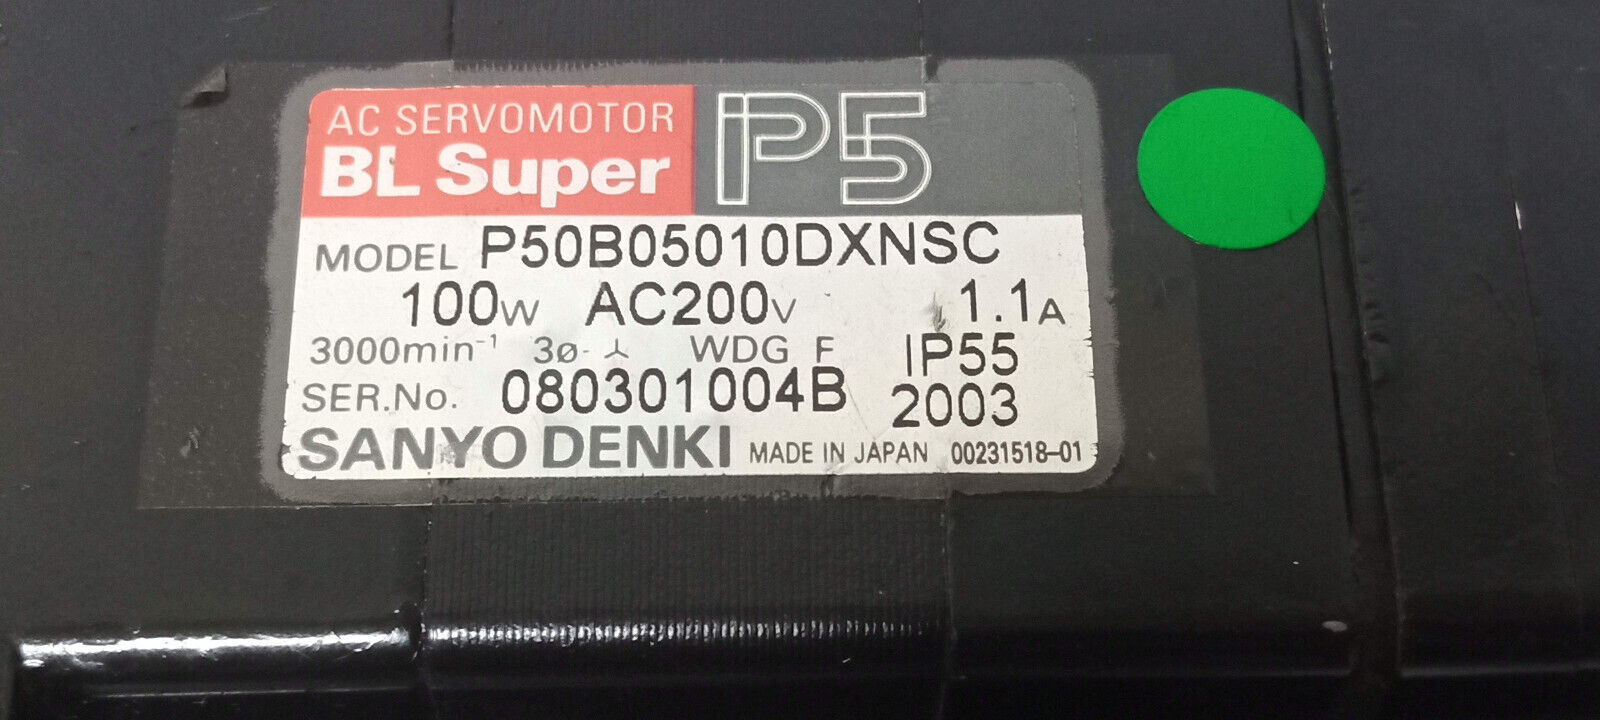 AC SERVOMOTOR
BL Super P5
MODEL P50B05010DXNSC
100W AC200V 1.1A
3000min⁻¹ 3ø- 人 WDG F IP55
SER.No. 080301004B 2003
SANYO DENKI MADE IN JAPAN 00231518-01